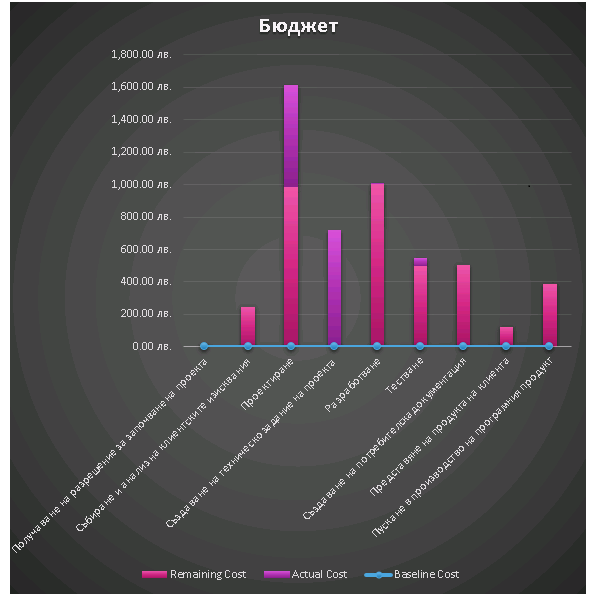 Бюджет
1,800.00 лв.
1,600.00 лв.
1,400.00 лв.
1,200.00 лв.
1,000.00 лв.
800.00 лв.
600.00 лв.
400.00 лв.
200.00 лв.
0.00 лв.
Получаване на разрешение за започване на проекта
Събиране и анализ на клиентските изисквания
Проектиране
Създаване на техническо задание на проекта
Разработване
Тестване
Създаване на потребителска документация
Представяне на продукта на клиента
Пускане в производство на програмния продукт
Remaining Cost
Actual Cost
Baseline Cost